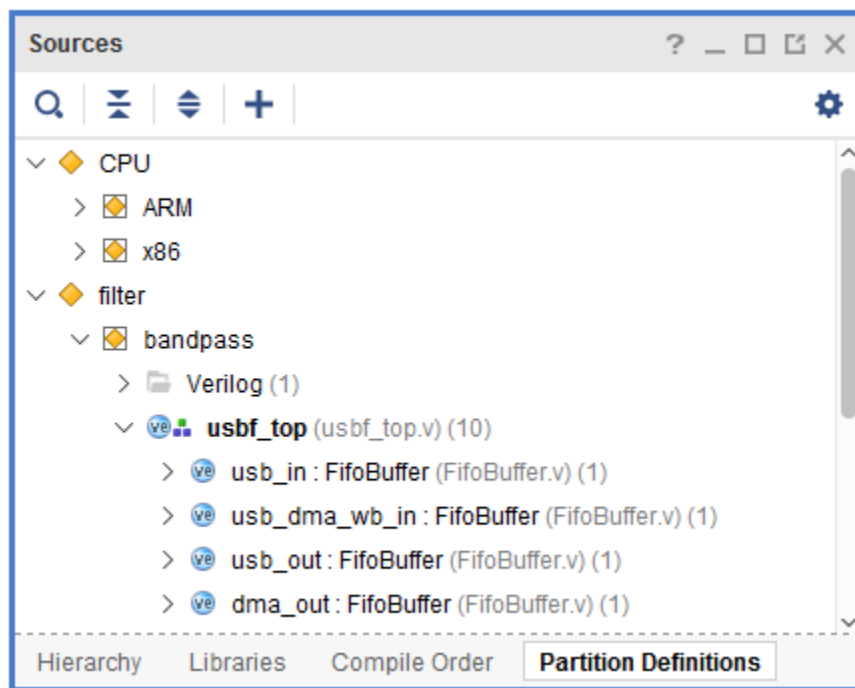 Sources
CPU
ARM
x86
filter
bandpass
Verilog (1)
usbf_top (usbf_top.v) (10)
usb_in : FifoBuffer (FifoBuffer.v) (1)
usb_dma_wb_in : FifoBuffer (FifoBuffer.v) (1)
usb_out : FifoBuffer (FifoBuffer.v) (1)
dma_out : FifoBuffer (FifoBuffer.v) (1)
Hierarchy Libraries Compile Order Partition Definitions